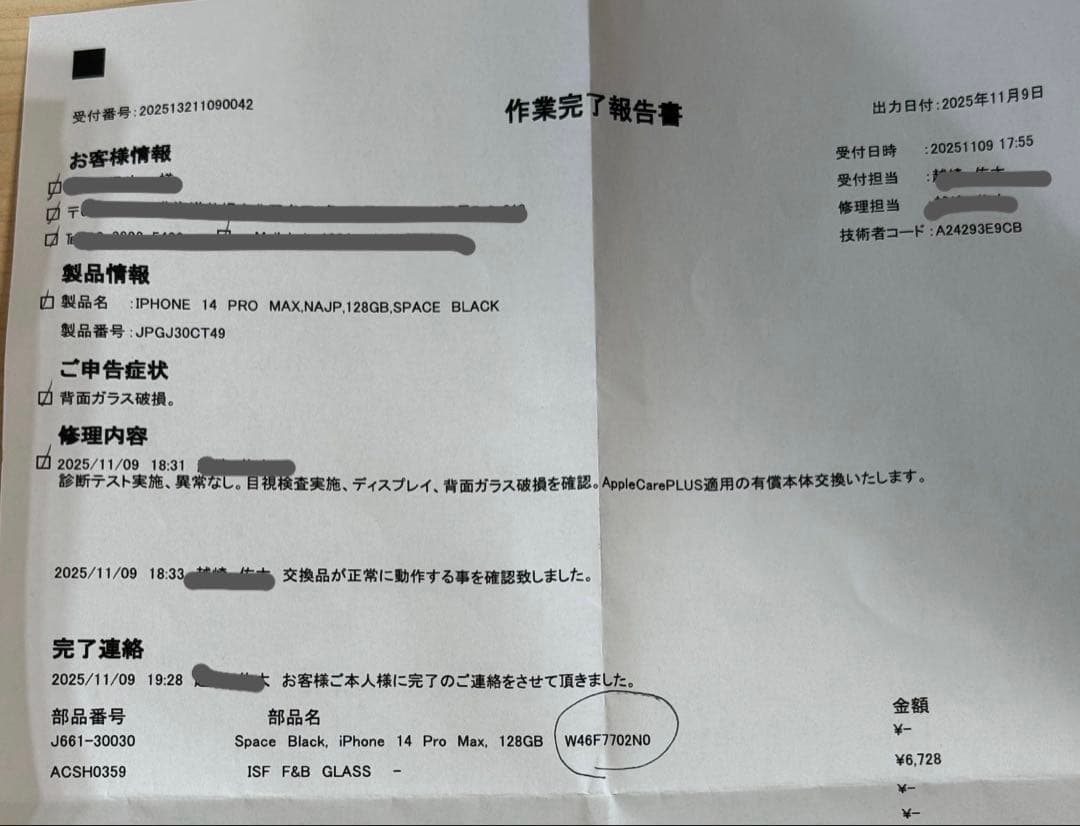 受付番号:202513211090042
作業完了報告書
出力日付:2025年11月9日
受付日時 :20251109 17:55
受付担当 :
修理担当
技術者コード:A24293E9CB
お客様情報
〒
製品情報
製品名 :IPHONE 14 PRO MAX,NAJP,128GB,SPACE BLACK
製品番号:JPGJ30CT49
ご申告症状
背面ガラス破損。
修理内容
2025/11/09 18:31
診断テスト実施、異常なし。目視検査実施、ディスプレイ、背面ガラス破損を確認。AppleCarePLUS適用の有償本体交換いたします。
2025/11/09 18:33 交換品が正常に動作する事を確認致しました。
完了連絡
2025/11/09 19:28 お客様ご本人様に完了のご連絡をさせて頂きました。
部品番号 部品名 金額
J661-30030 Space Black, iPhone 14 Pro Max, 128GB W46F7702N0 ¥-
ACSH0359 ISF F&B GLASS - ¥6,728
¥-
¥-